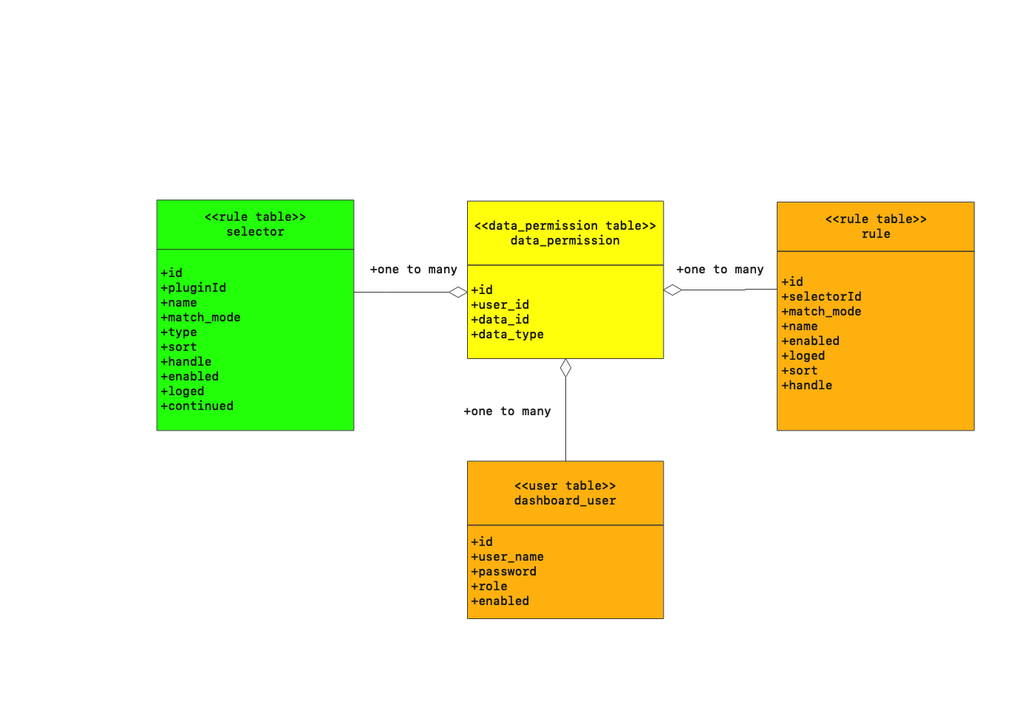 <<rule table>>
selector
+id
+pluginId
+name
+match_mode
+type
+sort
+handle
+enabled
+loged
+continued
+one to many
<<data_permission table>>
data_permission
+id
+user_id
+data_id
+data_type
+one to many
<<rule table>>
rule
+id
+selectorId
+match_mode
+name
+enabled
+loged
+sort
+handle
+one to many
<<user table>>
dashboard_user
+id
+user_name
+password
+role
+enabled